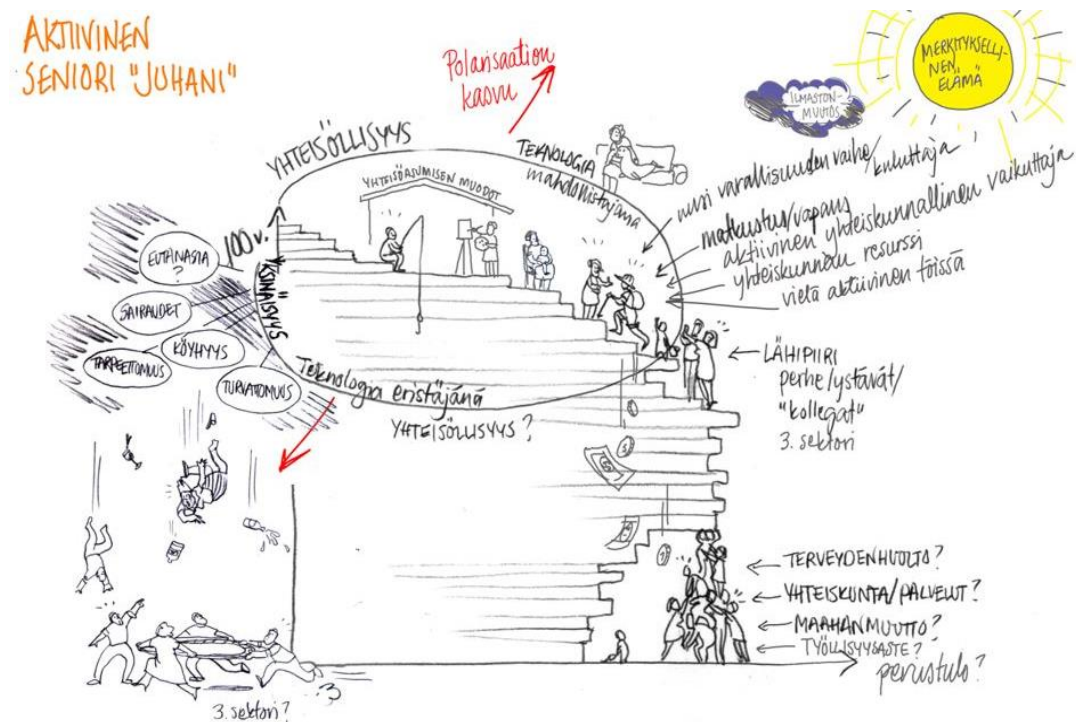 AKTIIVINEN
SENIORI "JUHANI"
Polarisaation
kasvu
MERKITYKSELLI-
NEN
ELÄMÄ
ILMASTON-
MUUTOS
YHTEISÖLLISYYS
TEKNOLOGIA
mahdollistajana
YHTEISÖASUMISEN MUODOT
uusi varallisuuden vaihe/
kuluttaja
matkustus/vapaus
aktiivinen yhteiskunnallinen vaikuttaja
yhteiskunnan resurssi
vielä aktiivinen töissä
100 v.
YKSINÄISYYS
EUTANASIA
?
SAIRAUDET
KÖYHYYS
TARPEETTOMUUS
TURVATTOMUUS
Teknologia eristäjänä
YHTEISÖLLISYYS?
LÄHIPIIRI
perhe/ystävät/
"kollegat"
3. sektori
TERVEYDENHUOLTO?
YHTEISKUNTA/PALVELUT?
MAAHANMUUTTO?
TYÖLLISYYSASTE?
perustulo?
3. sektori?